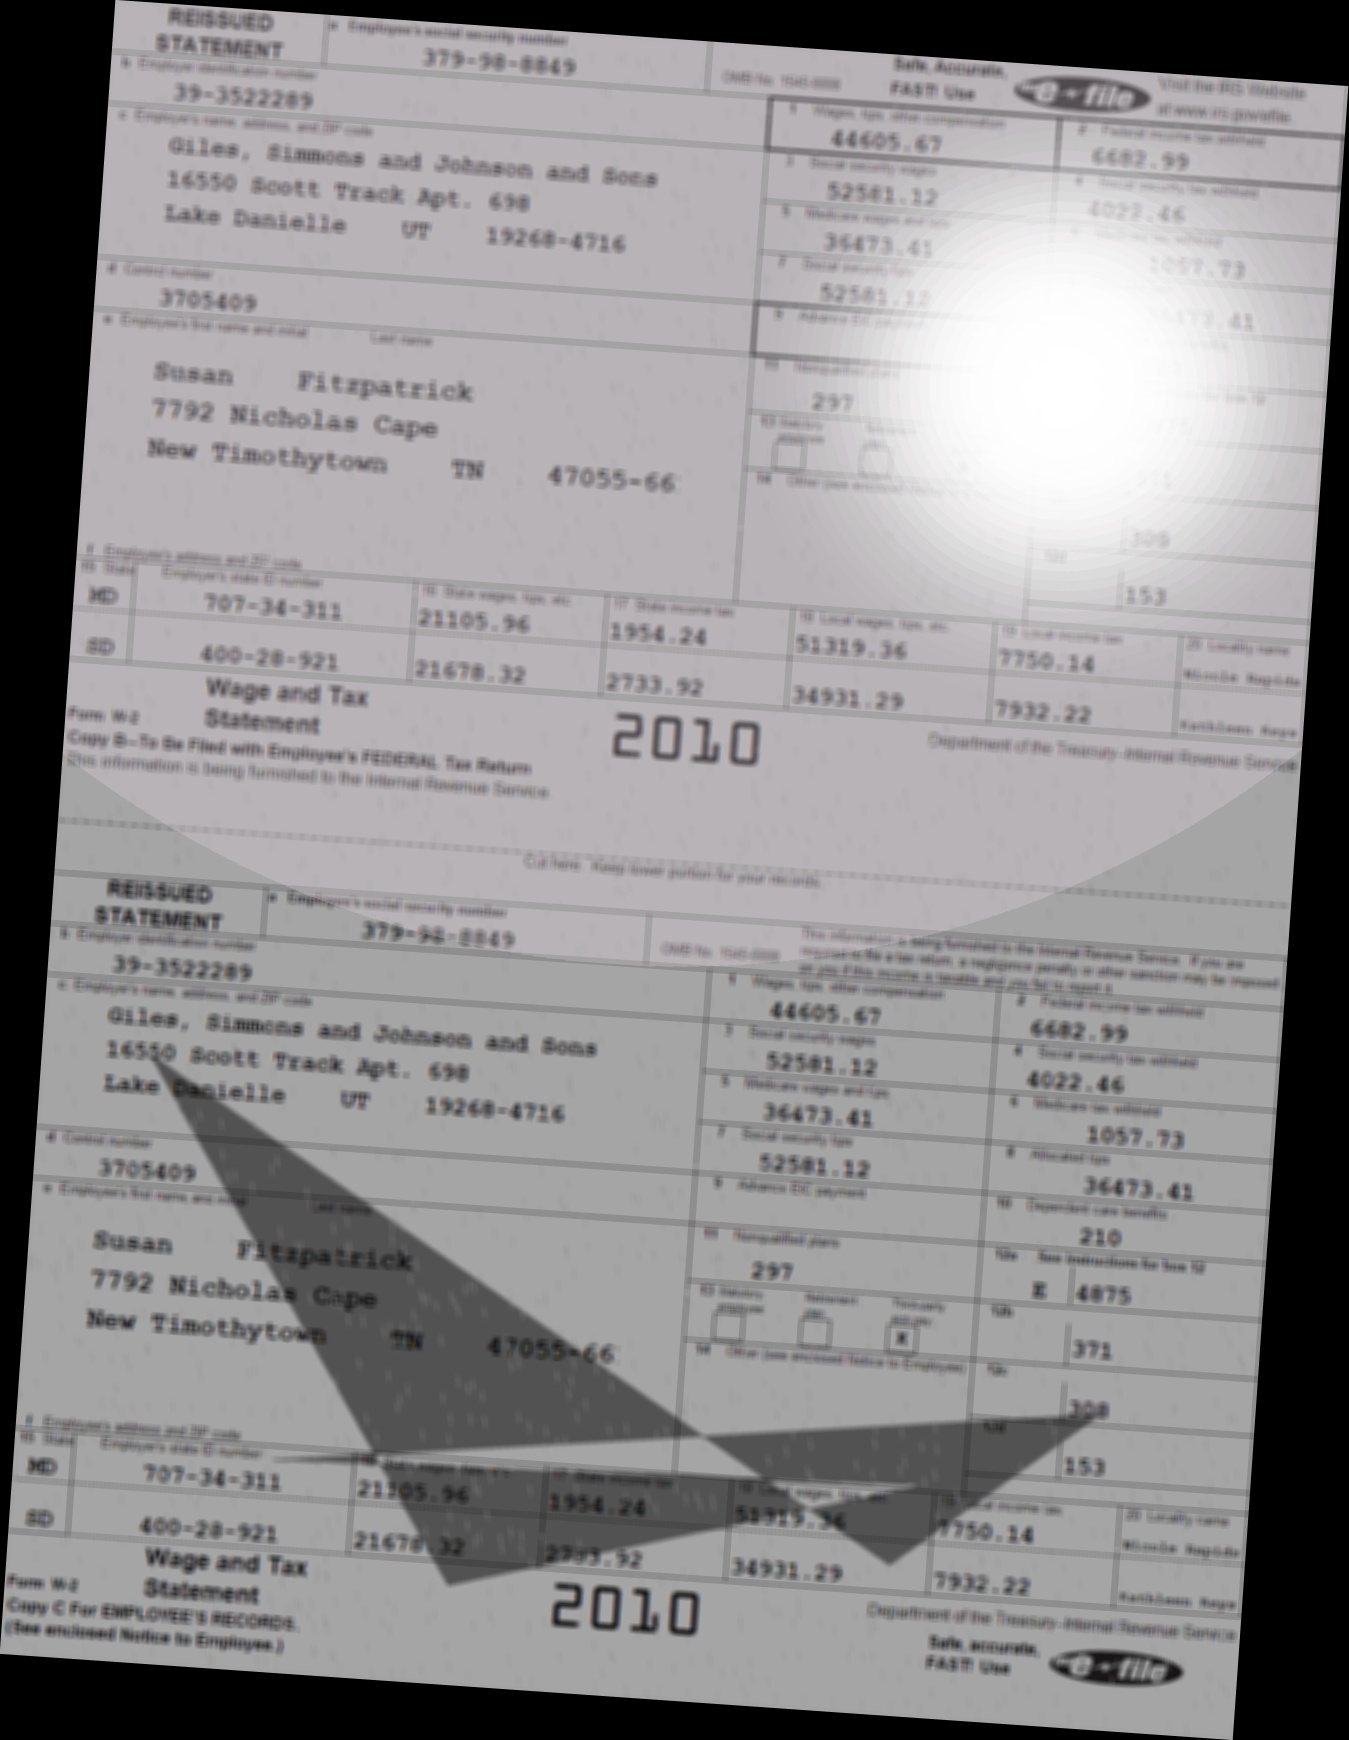 REISSUED
STATEMENT
a Employee's social security number
379-98-8849
OMB No. 1545-0008
Safe, Accurate,
FAST! Use
e-file
Visit the IRS Website
at www.irs.gov/efile.
b Employer identification number
39-3522289
1 Wages, tips, other compensation
44605.67
2 Federal income tax withheld
6682.99
c Employer's name, address, and ZIP code
Giles, Simmons and Johnson and Sons
16550 Scott Track Apt. 698
Lake Danielle UT 19268-4716
3 Social security wages
52581.12
4 Social security tax withheld
4022.46
5 Medicare wages and tips
36473.41
1057.73
7 Social security tips
52581.12
d Control number
3705409
9 Advance EIC payment
e Employee's first name and initial Last name
Susan Fitzpatrick
7792 Nicholas Cape
New Timothytown TN 47055-66
11 Nonqualified plans
297
14 Other
308
12d
153
f Employee's address and ZIP code
15 State Employer's state ID number
16 State wages, tips, etc.
17 State income tax
18 Local wages, tips, etc.
19 Local income tax
20 Locality name
MD 707-34-311 21105.96 1954.24 51319.36 7750.14
SD 400-28-921 21678.32 2733.92 34931.29 7932.22
Wage and Tax
Statement
Form W-2
2010
Department of the Treasury-Internal Revenue Service
Copy B-To Be Filed with Employee's FEDERAL Tax Return
This information is being furnished to the Internal Revenue Service.
Cut here. Keep lower portion for your records.
REISSUED
STATEMENT
a Employee's social security number
379-98-8849
OMB No. 1545-0008
This information is being furnished to the Internal Revenue Service. If you are
required to file a tax return, a negligence penalty or other sanction may be imposed
on you if this income is taxable and you fail to report it.
b Employer identification number
39-3522289
1 Wages, tips, other compensation
44605.67
2 Federal income tax withheld
6682.99
c Employer's name, address, and ZIP code
Giles, Simmons and Johnson and Sons
16550 Scott Track Apt. 698
Lake Danielle UT 19268-4716
3 Social security wages
52581.12
4 Social security tax withheld
4022.46
5 Medicare wages and tips
36473.41
6 Medicare tax withheld
1057.73
7 Social security tips
52581.12
8 Allocated tips
36473.41
d Control number
3705409
9 Advance EIC payment
10 Dependent care benefits
210
e Employee's first name and initial Last name
Susan Fitzpatrick
7792 Nicholas Cape
New Timothytown TN 47055-66
11 Nonqualified plans
297
12a See instructions for box 12
E 4875
13 Statutory employee
Retirement plan
Third-party sick pay
X
12b
371
14 Other (see enclosed Notice to Employee)
12c
308
12d
153
f Employee's address and ZIP code
15 State Employer's state ID number
16 State wages, tips, etc.
17 State income tax
18 Local wages, tips, etc.
19 Local income tax
20 Locality name
MD 707-34-311 21105.96 1954.24 51319.36 7750.14
SD 400-28-921 21678.32 2733.92 34931.29 7932.22
Wage and Tax
Statement
Form W-2
2010
Department of the Treasury-Internal Revenue Service
Copy C For EMPLOYEE'S RECORDS.
(See enclosed Notice to Employee.)
Safe, accurate,
FAST! Use
e-file